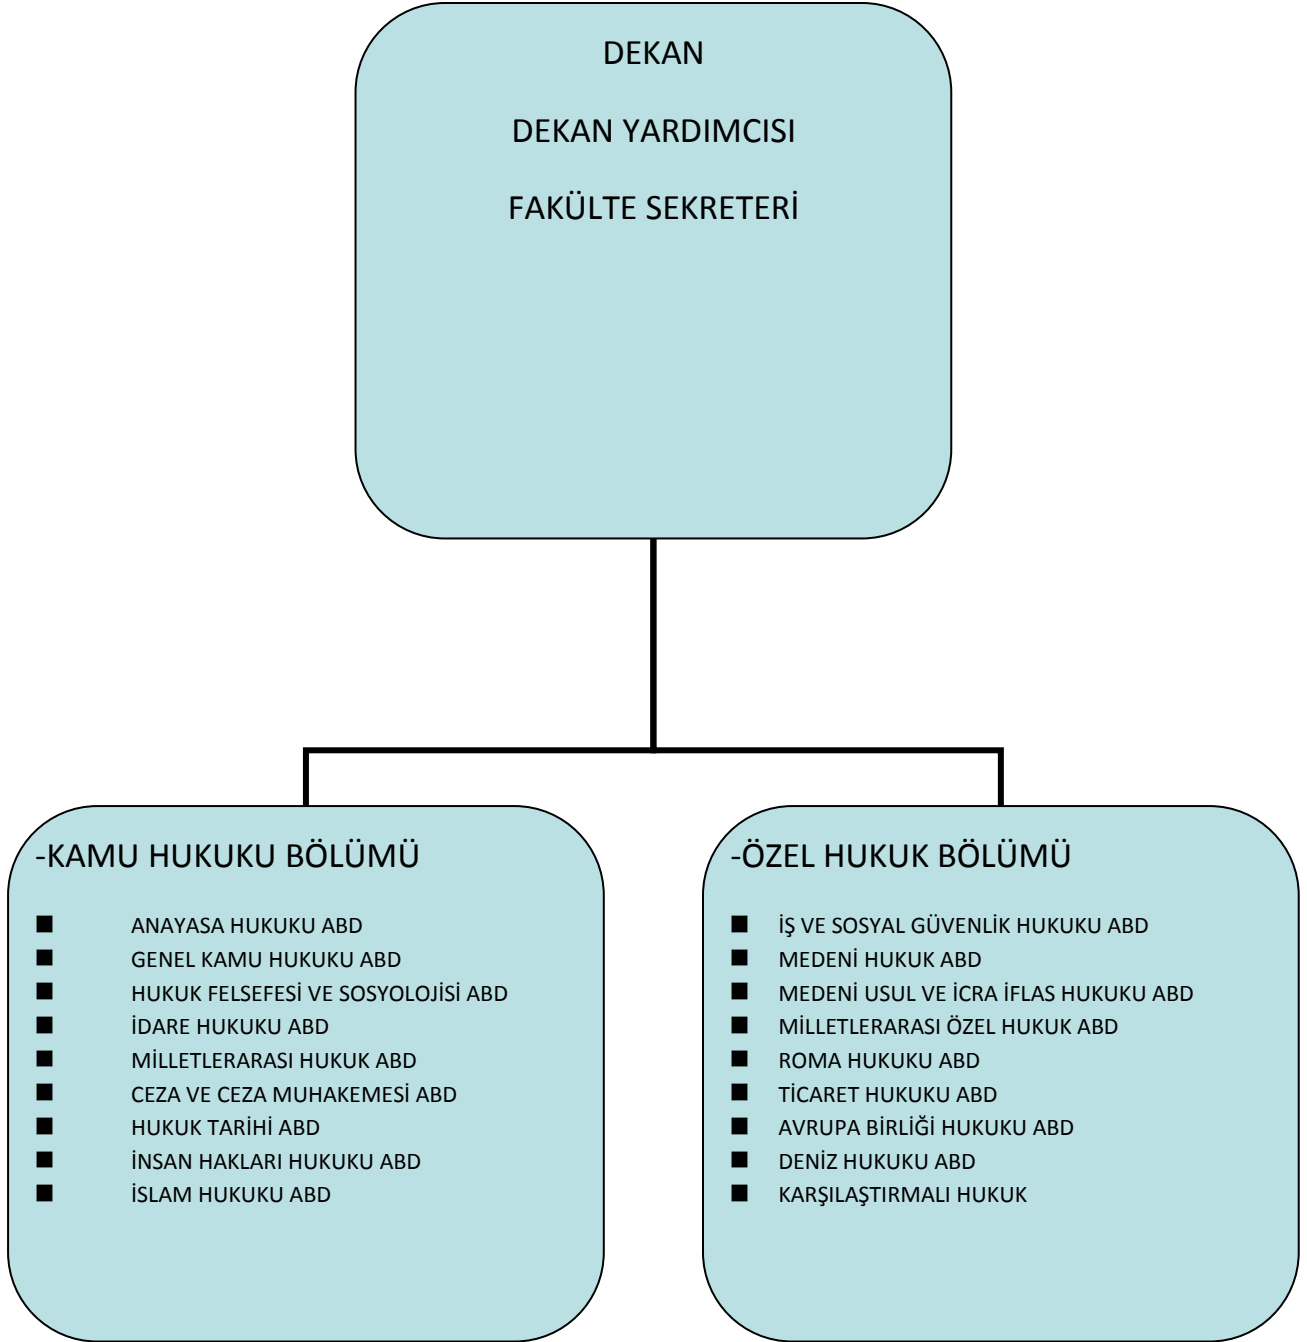 DEKAN
DEKAN YARDIMCISI
FAKÜLTE SEKRETERİ
-KAMU HUKUKU BÖLÜMÜ
■ ANAYASA HUKUKU ABD
■ GENEL KAMU HUKUKU ABD
■ HUKUK FELSEFESİ VE SOSYOLOJİSİ ABD
■ İDARE HUKUKU ABD
■ MİLLETLERARASI HUKUK ABD
■ CEZA VE CEZA MUHAKEMESİ ABD
■ HUKUK TARİHİ ABD
■ İNSAN HAKLARI HUKUKU ABD
■ İSLAM HUKUKU ABD
-ÖZEL HUKUK BÖLÜMÜ
■ İŞ VE SOSYAL GÜVENLİK HUKUKU ABD
■ MEDENİ HUKUK ABD
■ MEDENİ USUL VE İCRA İFLAS HUKUKU ABD
■ MİLLETLERARASI ÖZEL HUKUK ABD
■ ROMA HUKUKU ABD
■ TİCARET HUKUKU ABD
■ AVRUPA BİRLİĞİ HUKUKU ABD
■ DENİZ HUKUKU ABD
■ KARŞILAŞTIRMALI HUKUK